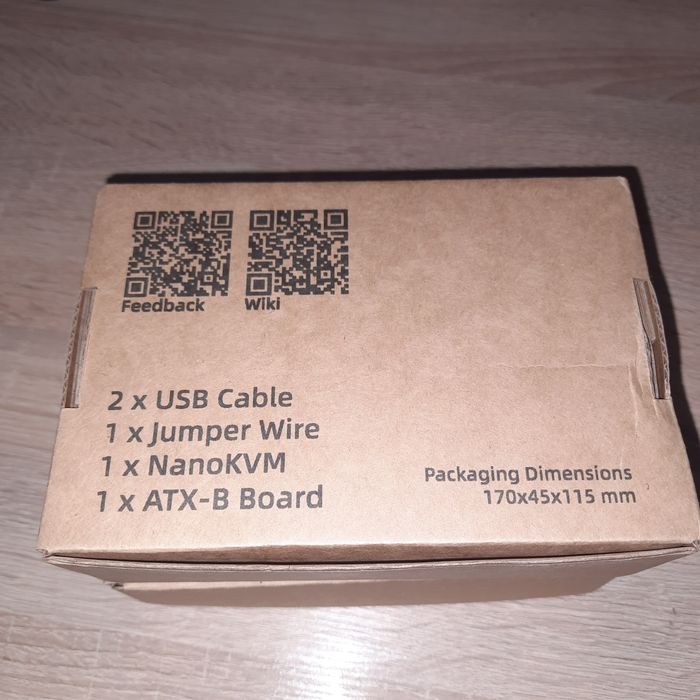 Feedback
Wiki
2 x USB Cable
1 x Jumper Wire
1 x NanoKVM
1 x ATX-B Board
Packaging Dimensions
170x45x115 mm